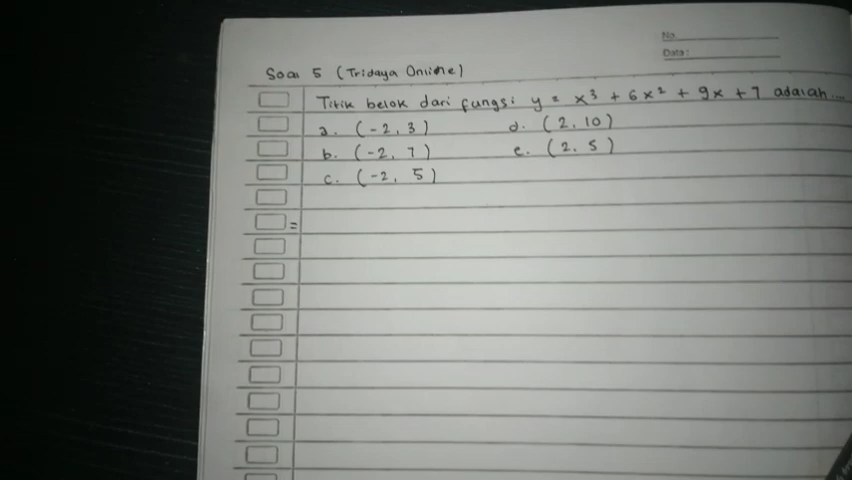 No.
Date:
Soal 5 (Tridaya Online)
Titik belok dari fungsi y = x³ + 6x² + 9x + 7 adalah ...
a. (-2, 3) d. (2, 10)
b. (-2, 7) e. (2, 5)
c. (-2, 5)
=